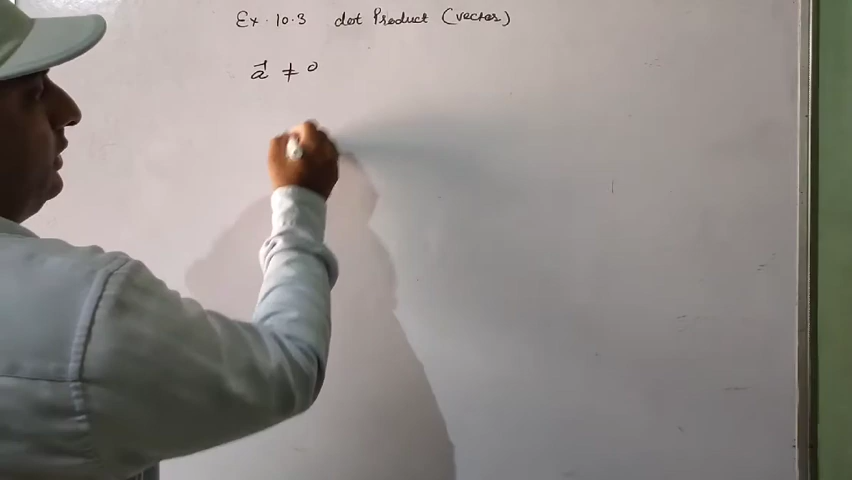 Ex. 10.3 dot Product (vector)
a⃗ ≠ 0